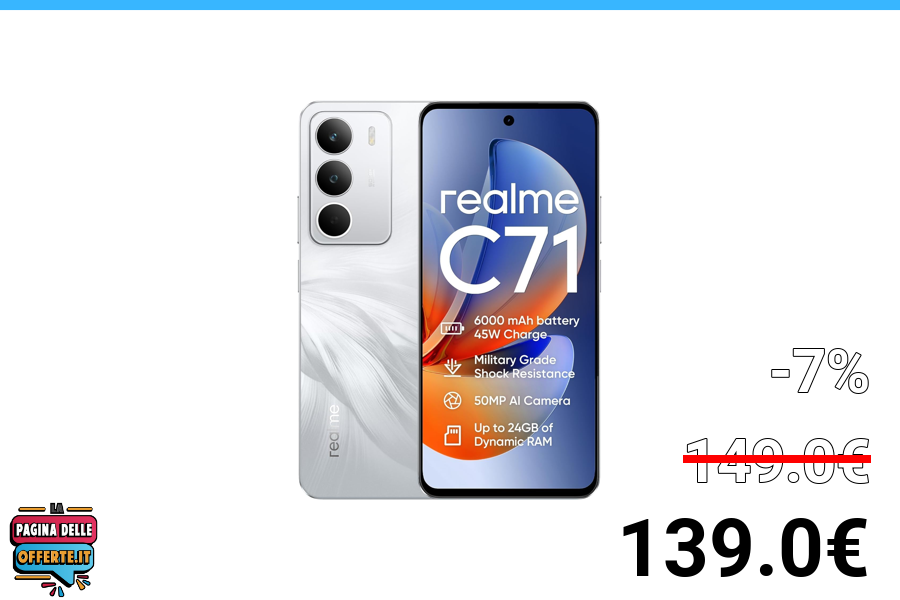 realme
C71
6000 mAh battery
45W Charge
Military Grade
Shock Resistance
50MP AI Camera
Up to 24GB of
Dynamic RAM
realme
-7%
149.0€
139.0€
LA
PAGINA DELLE
OFFERTE.IT